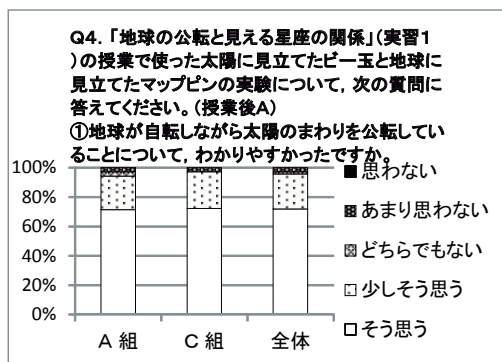 Q4. 「地球の公転と見える星座の関係」(実習1
)の授業で使った太陽に見立てたビー玉と地球に
見立てたマップピンの実験について, 次の質問に
答えてください。(授業後A)
①地球が自転しながら太陽のまわりを公転してい
ることについて, わかりやすかったですか。
100%
80%
60%
40%
20%
0%
A 組
C 組
全体
思わない
あまり思わない
どちらでもない
少しそう思う
そう思う